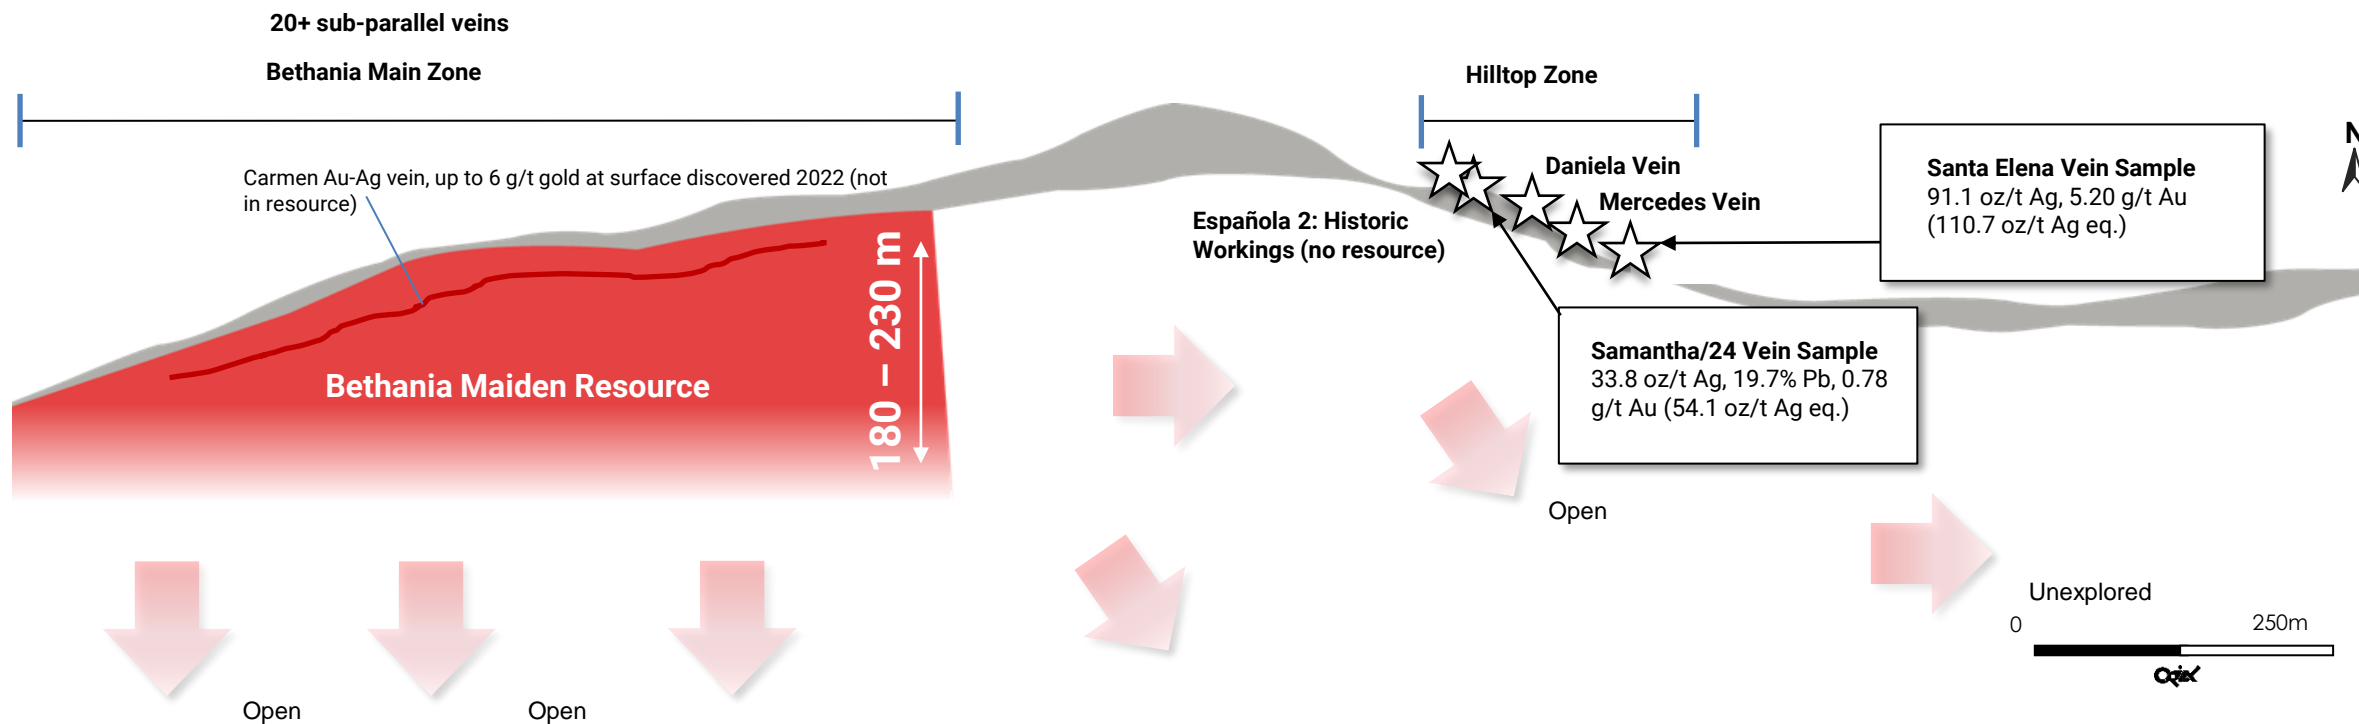 20+ sub-parallel veins
Bethania Main Zone
Hilltop Zone
N
Carmen Au-Ag vein, up to 6 g/t gold at surface discovered 2022 (not
in resource)
Daniela Vein
Mercedes Vein
Santa Elena Vein Sample
91.1 oz/t Ag, 5.20 g/t Au
(110.7 oz/t Ag eq.)
Española 2: Historic
Workings (no resource)
180 – 230 m
Bethania Maiden Resource
Samantha/24 Vein Sample
33.8 oz/t Ag, 19.7% Pb, 0.78
g/t Au (54.1 oz/t Ag eq.)
Open
Unexplored
0 250m
Open Open